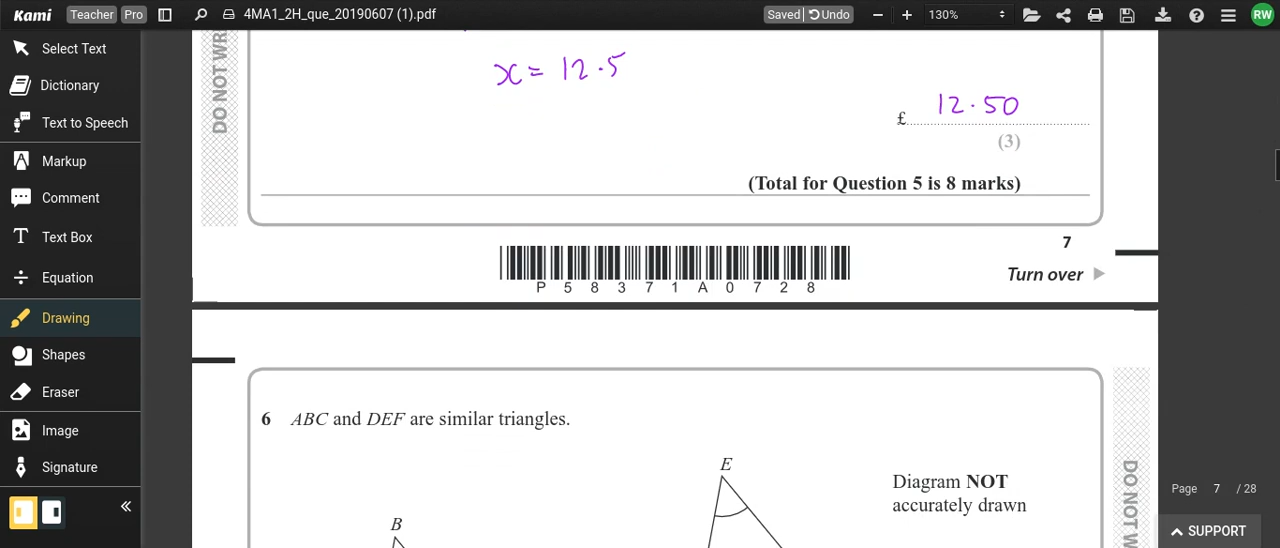 Kami
Teacher
Pro
4MA1_2H_que_20190607 (1).pdf
Saved
Undo
130%
RW
Select Text
Dictionary
Text to Speech
Markup
Comment
Text Box
Equation
Drawing
Shapes
Eraser
Image
Signature
DO NOT WR
x = 12.5
£ 12.50
(3)
(Total for Question 5 is 8 marks)
7
P 5 8 3 7 1 A 0 7 2 8
Turn over
6 ABC and DEF are similar triangles.
E
B
Diagram NOT
accurately drawn
DO NOT W
Page 7 / 28
SUPPORT